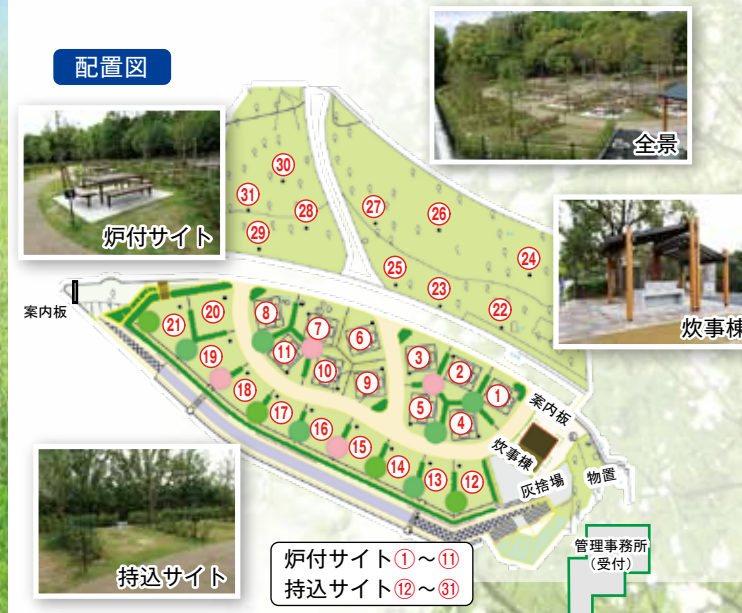 配置図
全景
炉付サイト
炊事棟
案内板
㉚
㉛
㉘
㉙
㉗
㉖
㉔
㉕
㉓
㉒
㉑
⑳
⑲
⑱
⑰
⑯
⑮
⑭
⑬
⑫
⑧
⑦
⑥
⑪
⑩
⑨
③
②
①
⑤
④
案内板
炊事棟
灰捨場
物置
管理事務所
(受付)
持込サイト
炉付サイト①～⑪
持込サイト⑫～㉛